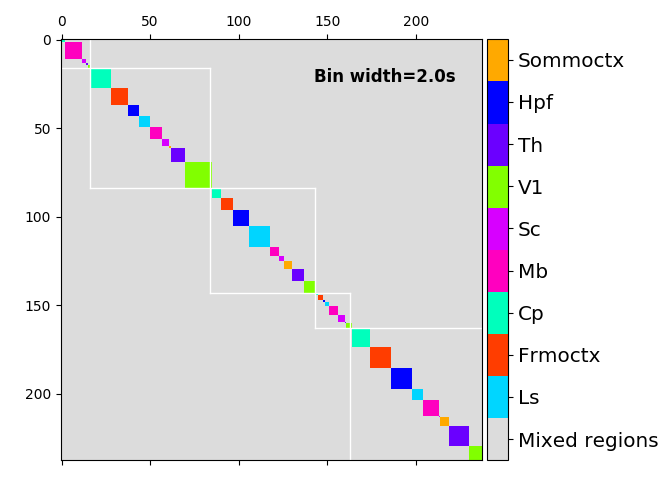 0 50 100 150 200
0
50
100
150
200
Bin width=2.0s
Sommoctx
Hpf
Th
V1
Sc
Mb
Cp
Frmoctx
Ls
Mixed regions